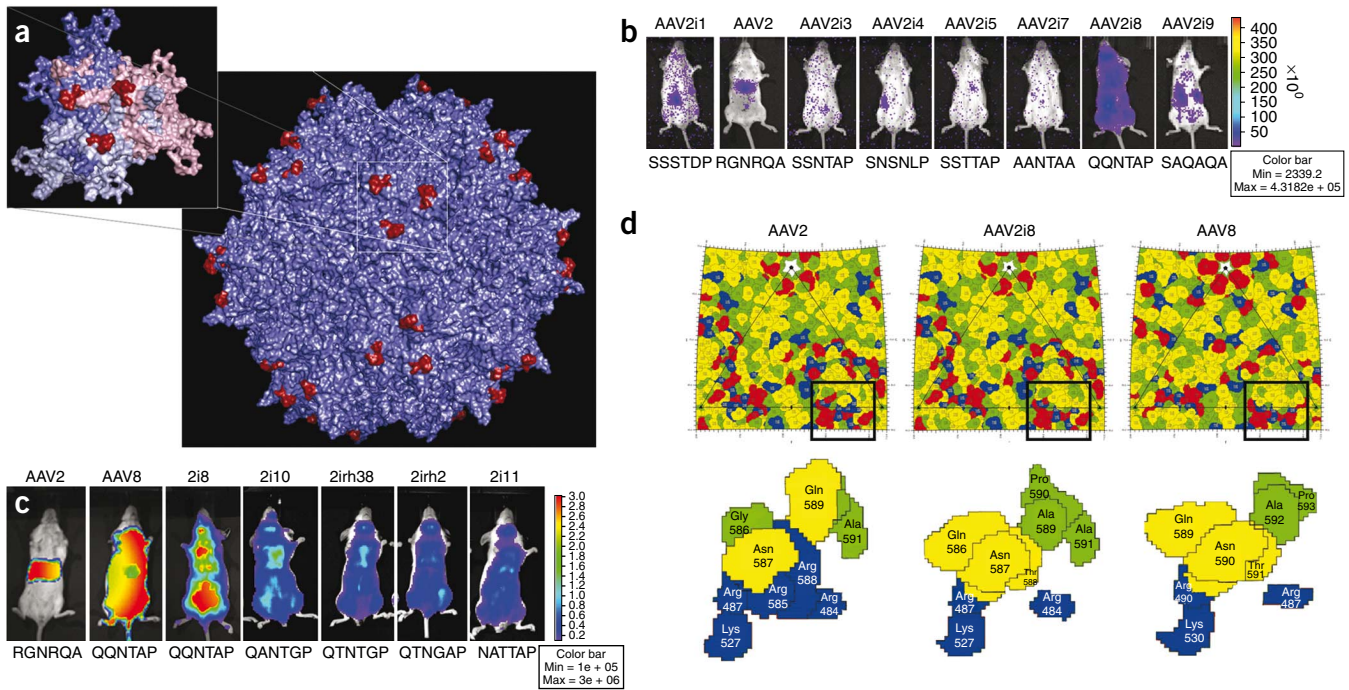 a
b
AAV2i1 AAV2 AAV2i3 AAV2i4 AAV2i5 AAV2i7 AAV2i8 AAV2i9
400
350
300
250
200
150
100
50
×10⁰
SSSTDP RGNRQA SSNTAP SNSNLP SSTTAP AANTAA QQNTAP SAQAQA
Color bar
Min = 2339.2
Max = 4.3182e + 05
c
AAV2 AAV8 2i8 2i10 2irh38 2irh2 2i11
3.0
2.8
2.6
2.4
2.2
2.0
1.8
1.6
1.4
1.2
1.0
0.8
0.6
0.4
0.2
RGNRQA QQNTAP QQNTAP QANTGP QTNTGP QTNGAP NATTAP
Color bar
Min = 1e + 05
Max = 3e + 06
d
AAV2 AAV2i8 AAV8
Gln
589
Gly
586
Ala
591
Asn
587
Arg
588
Arg
487
Arg
585
Arg
484
Lys
527
Pro
590
Gln
586
Ala
589
Ala
591
Asn
587
Thr
588
Arg
487
Arg
484
Lys
527
Gln
589
Ala
592
Pro
593
Asn
590
Thr
591
Arg
490
Arg
487
Lys
530